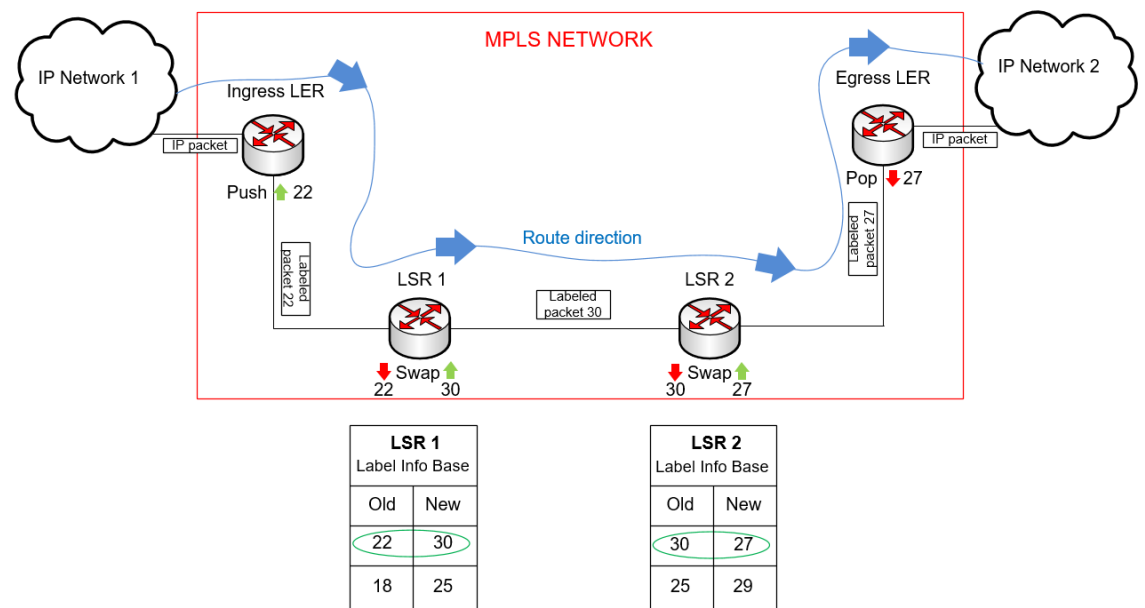 MPLS NETWORK
IP Network 1
IP Network 2
Ingress LER
Egress LER
IP packet
IP packet
Push 22
Pop 27
Labeled
packet 22
Route direction
Labeled
packet 27
LSR 1
LSR 2
Labeled
packet 30
Swap
22 30
Swap
30 27
LSR 1
Label Info Base
Old New
22 30
18 25
LSR 2
Label Info Base
Old New
30 27
25 29